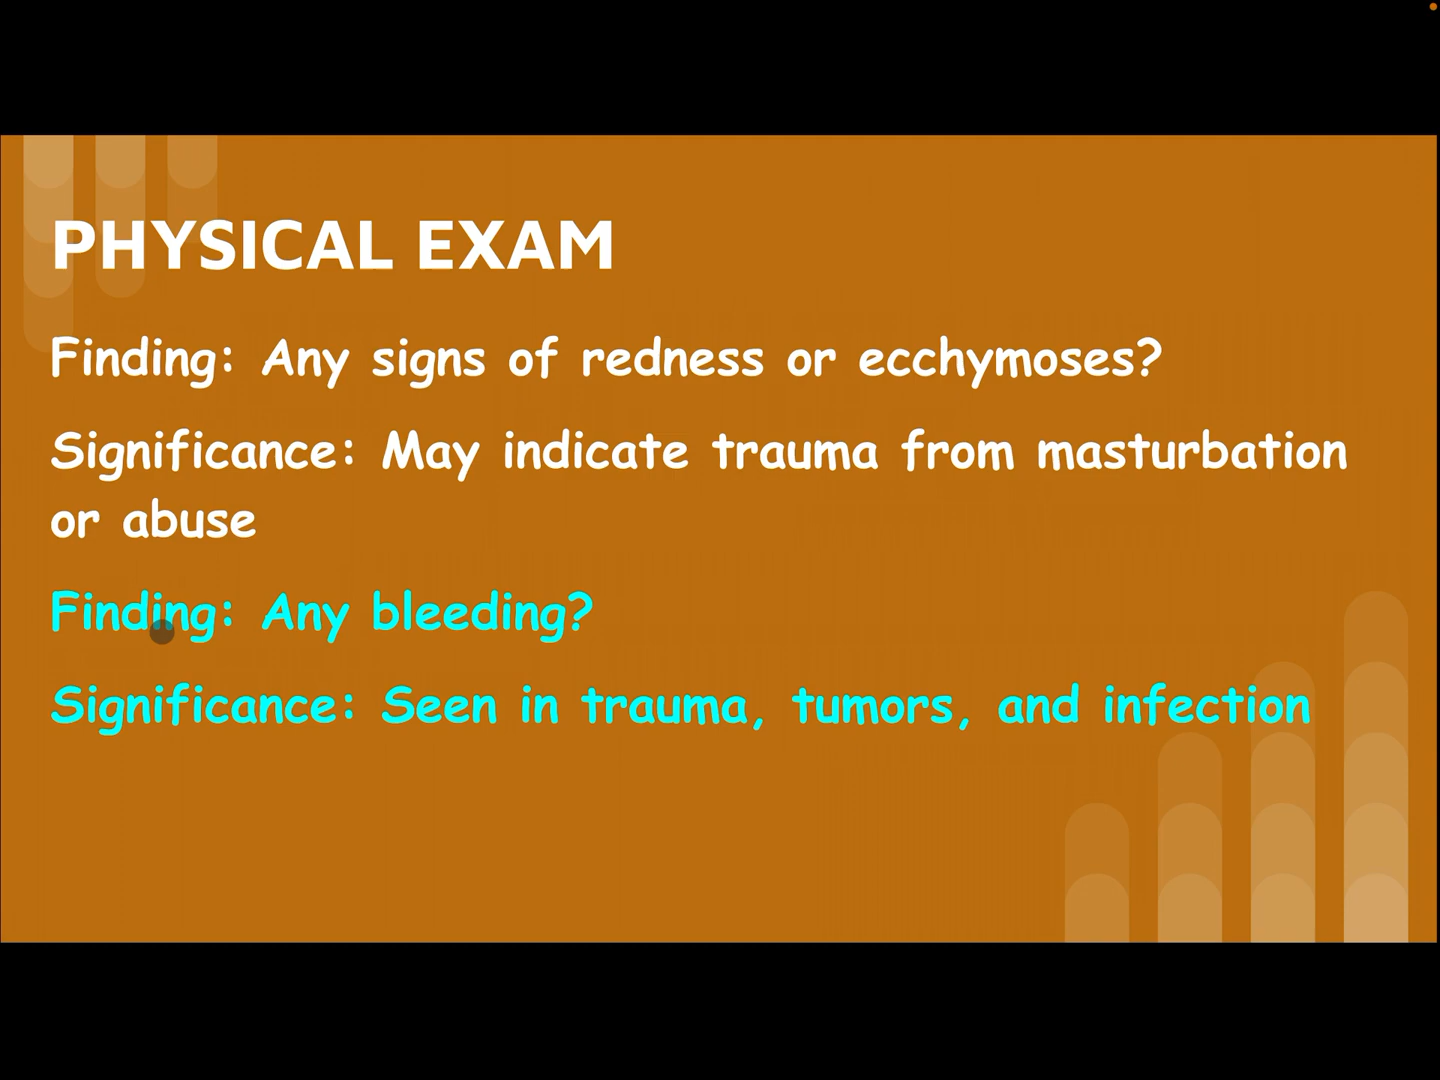 PHYSICAL EXAM
Finding: Any signs of redness or ecchymoses?
Significance: May indicate trauma from masturbation
or abuse
Finding: Any bleeding?
Significance: Seen in trauma, tumors, and infection